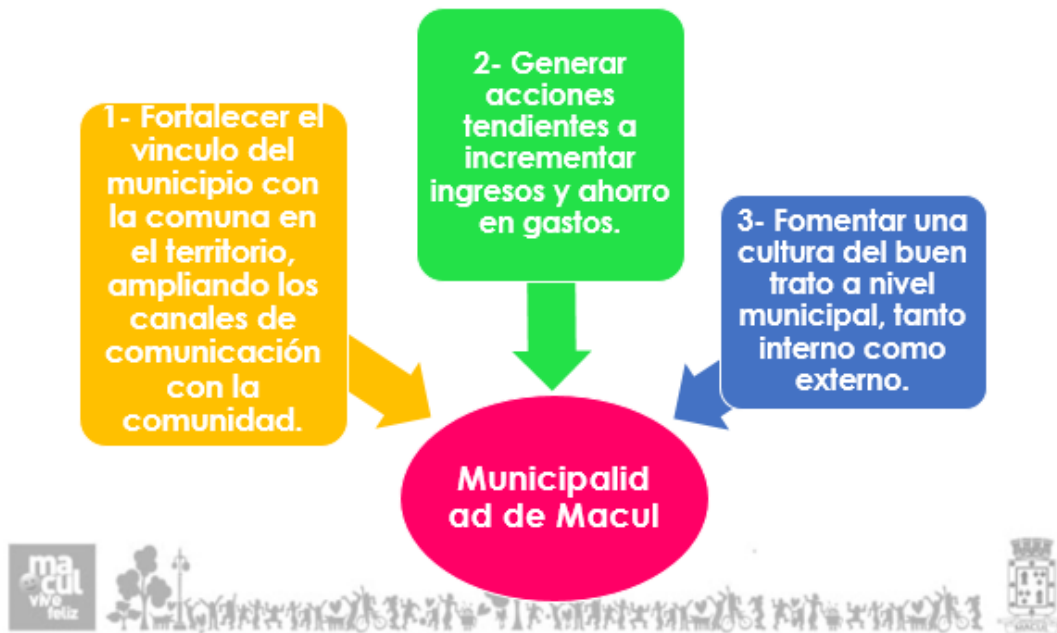 1- Fortalecer el
vinculo del
municipio con
la comuna en
el territorio,
ampliando los
canales de
comunicación
con la
comunidad.
2- Generar
acciones
tendientes a
incrementar
ingresos y ahorro
en gastos.
3- Fomentar una
cultura del buen
trato a nivel
municipal, tanto
interno como
externo.
Municipalid
ad de Macul
ma
cul
vive
feliz
MACUL